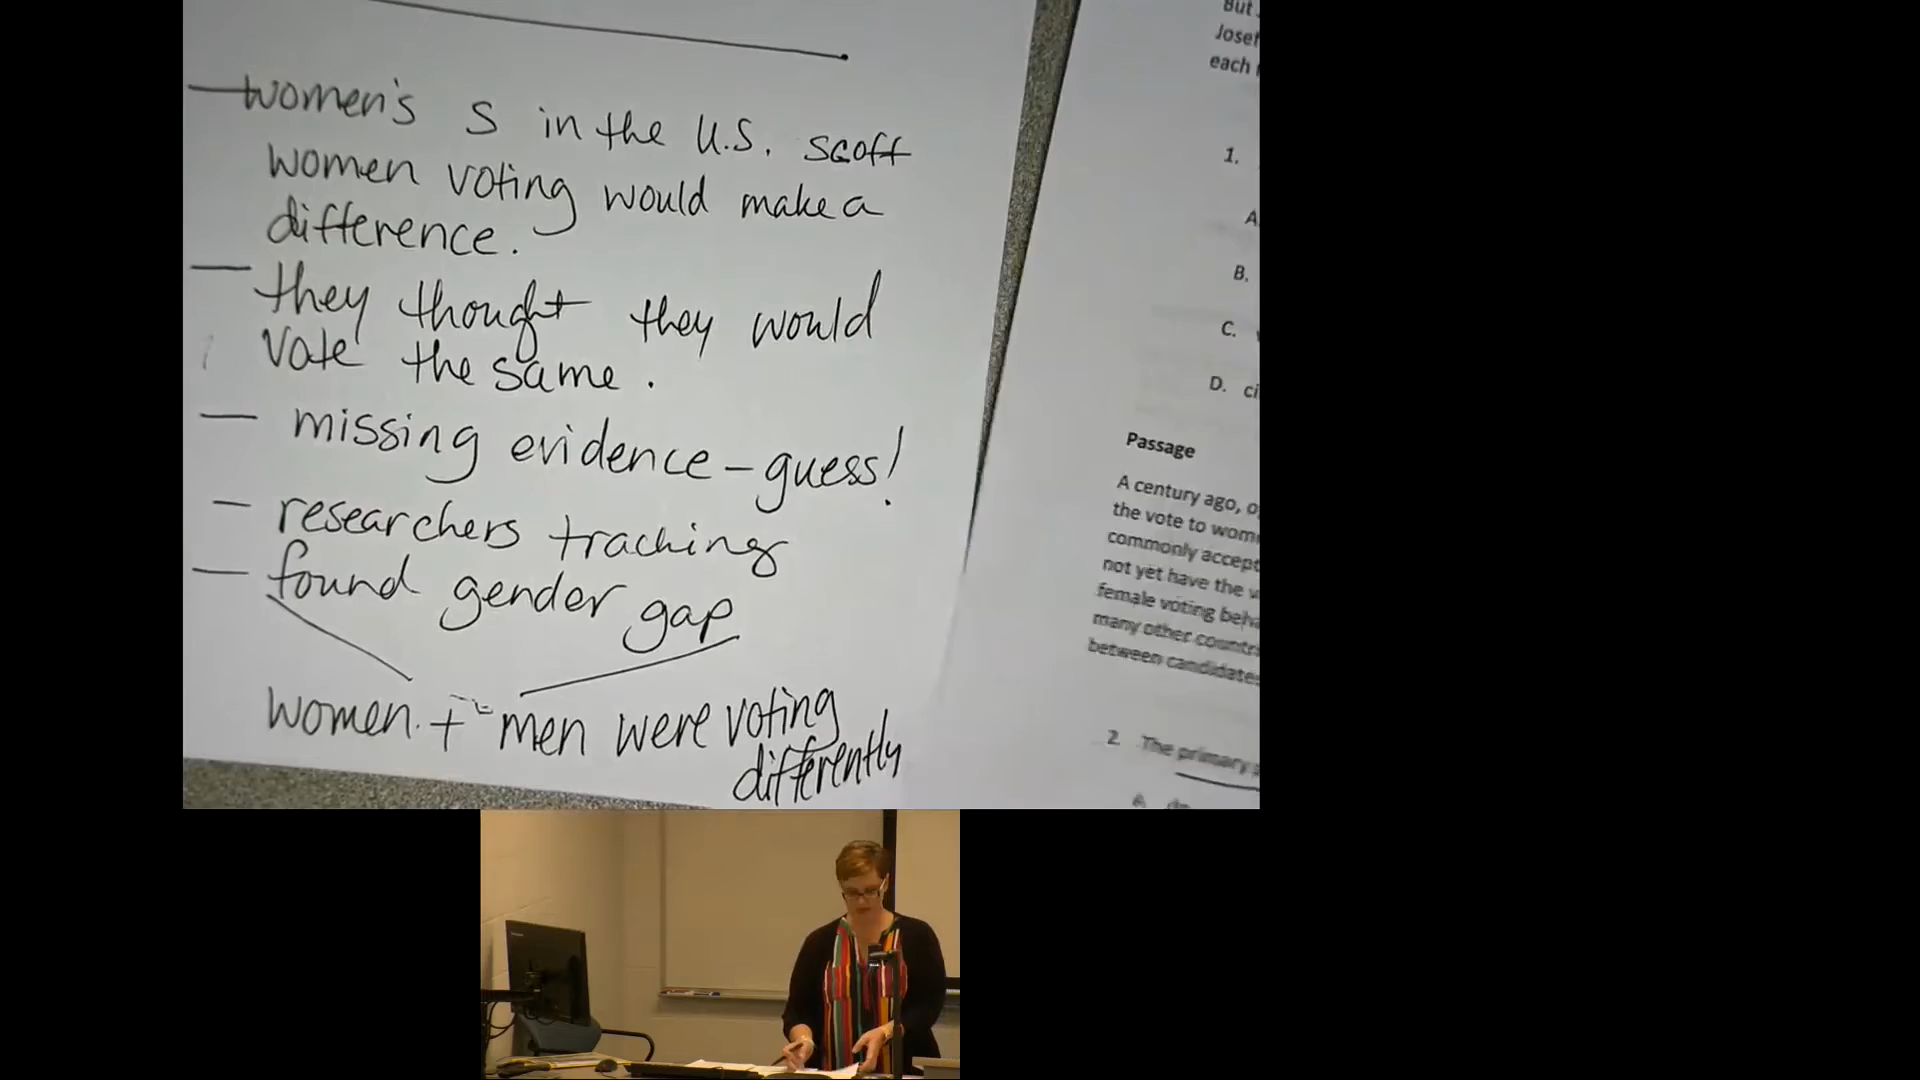 — women's S in the U.S. scoff
women voting would make a
difference.
— they thought they would
vote the same.
— missing evidence – guess!
— researchers tracking
— found gender gap
women + men were voting
differently
But
Josef
each
1.
A.
B.
C.
D. ci
Passage
A century ago, o
the vote to wom
commonly accept
not yet have the v
female voting beha
many other countr
between candidates
2 The primary p
A